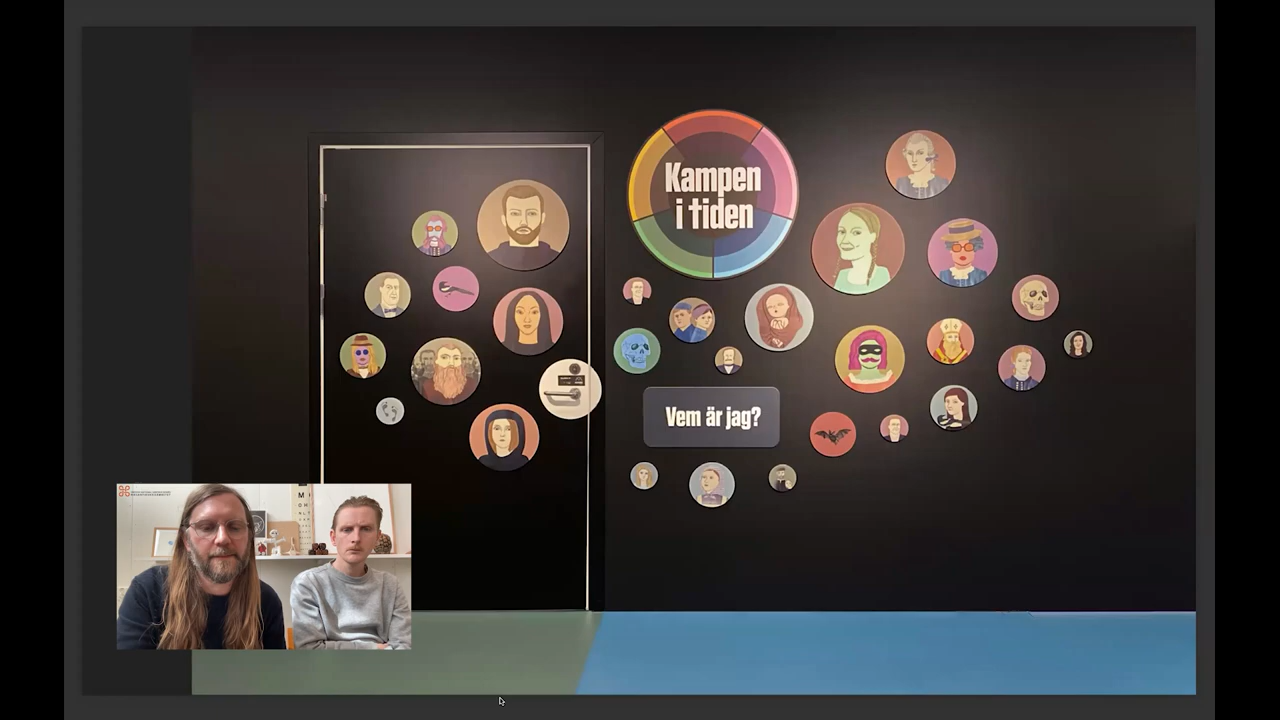 Kampen
i tiden
Vem är jag?